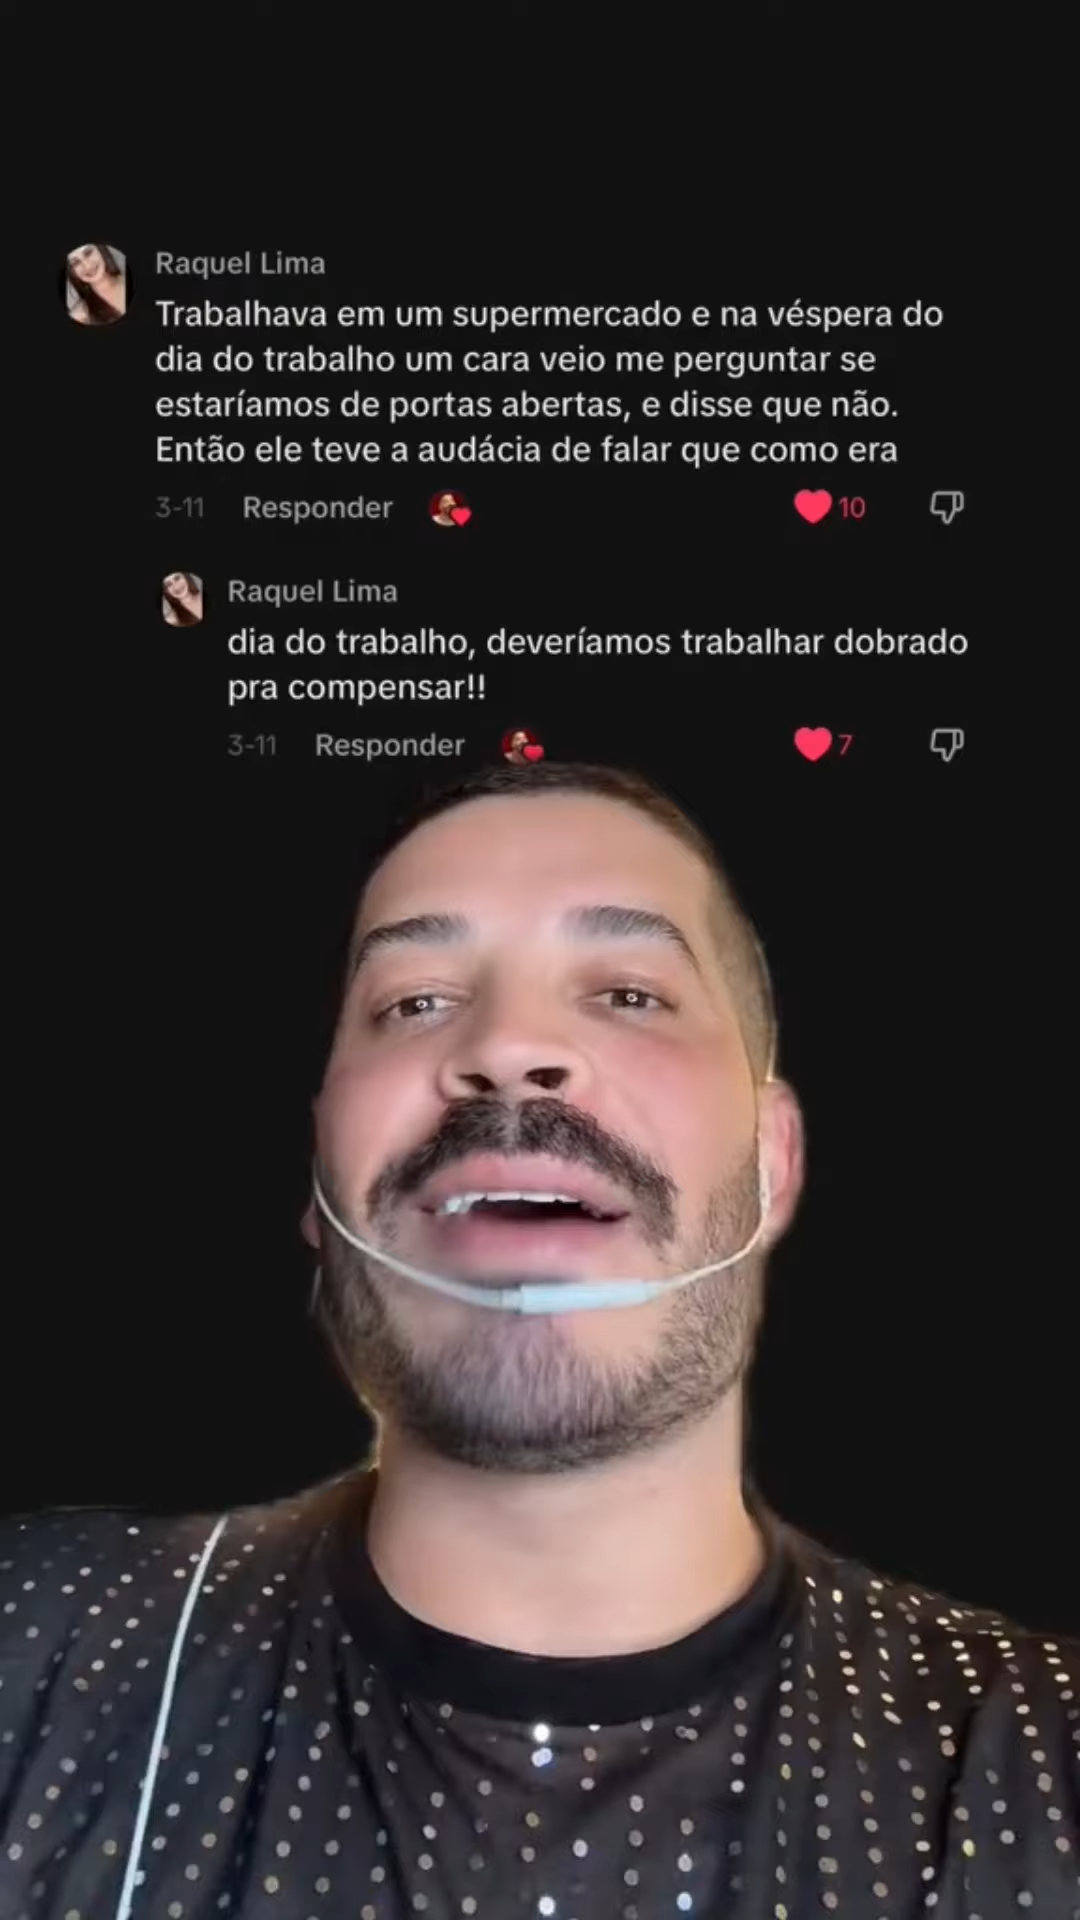 Raquel Lima
Trabalhava em um supermercado e na véspera do
dia do trabalho um cara veio me perguntar se
estaríamos de portas abertas, e disse que não.
Então ele teve a audácia de falar que como era
3-11 Responder 10
Raquel Lima
dia do trabalho, deveríamos trabalhar dobrado
pra compensar!!
3-11 Responder 7